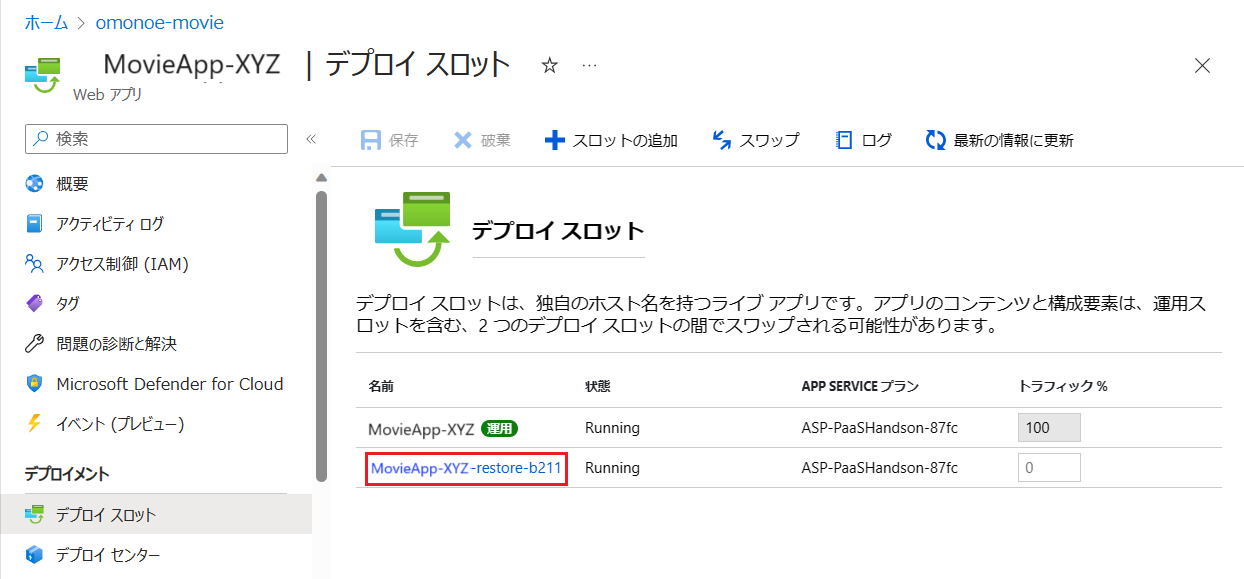 ホーム > omonoe-movie
MovieApp-XYZ | デプロイ スロット ☆ …
Web アプリ
検索
保存 破棄 スロットの追加 スワップ ログ 最新の情報に更新
概要
アクティビティ ログ
アクセス制御 (IAM)
タグ
問題の診断と解決
Microsoft Defender for Cloud
イベント (プレビュー)
デプロイメント
デプロイ スロット
デプロイ センター
デプロイ スロット
デプロイ スロットは、独自のホスト名を持つライブ アプリです。アプリのコンテンツと構成要素は、運用ス
ロットを含む、2 つのデプロイ スロットの間でスワップされる可能性があります。
名前 状態 APP SERVICE プラン トラフィック %
MovieApp-XYZ 運用 Running ASP-PaaSHandson-87fc 100
MovieApp-XYZ-restore-b211 Running ASP-PaaSHandson-87fc 0